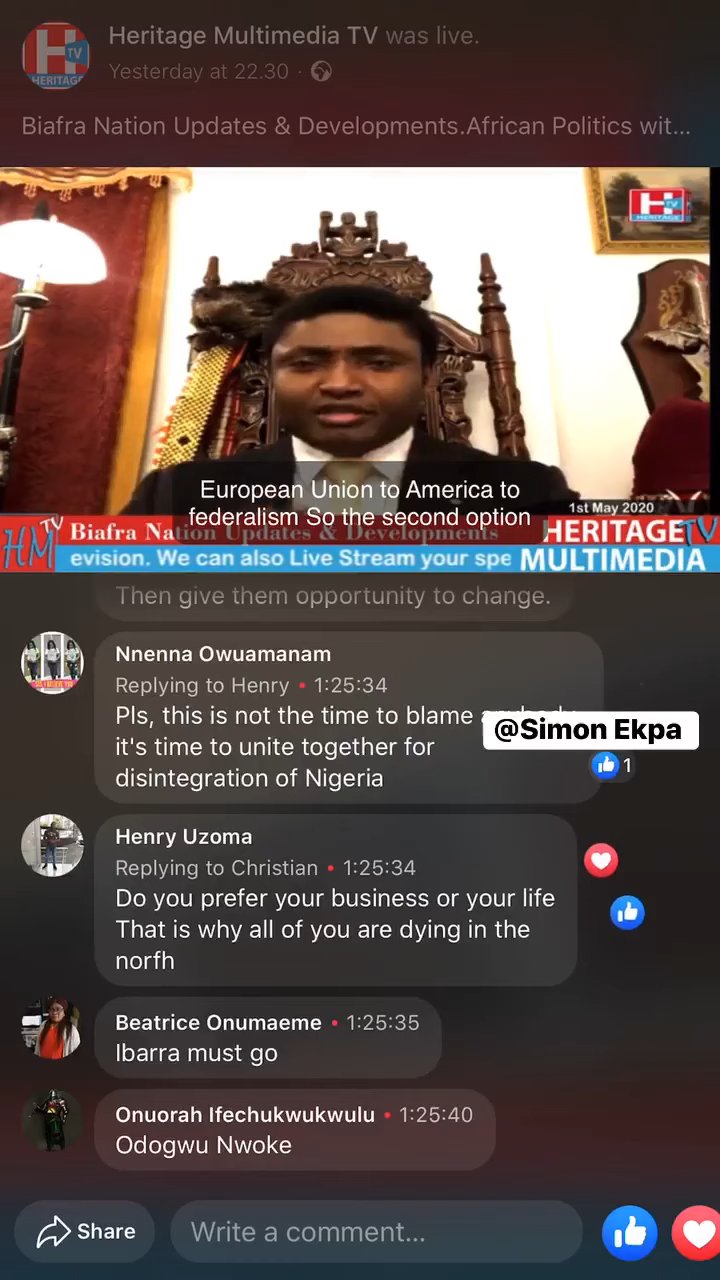 H TV
HERITAGE
Heritage Multimedia TV was live.
Yesterday at 22.30 ·
Biafra Nation Updates & Developments.African Politics wit...
H TV
HERITAGE
European Union to America to
federalism So the second option
1st May 2020
HM TV Biafra Nation Updates & Developments HERITAGE TV
evision. We can also Live Stream your spe MULTIMEDIA
Then give them opportunity to change.
Nnenna Owuamanam
Replying to Henry • 1:25:34
Pls, this is not the time to blame anybody
@Simon Ekpa
it's time to unite together for
disintegration of Nigeria
1
Henry Uzoma
Replying to Christian • 1:25:34
Do you prefer your business or your life
That is why all of you are dying in the
norfh
Beatrice Onumaeme • 1:25:35
Ibarra must go
Onuorah Ifechukwukwulu • 1:25:40
Odogwu Nwoke
Share
Write a comment...